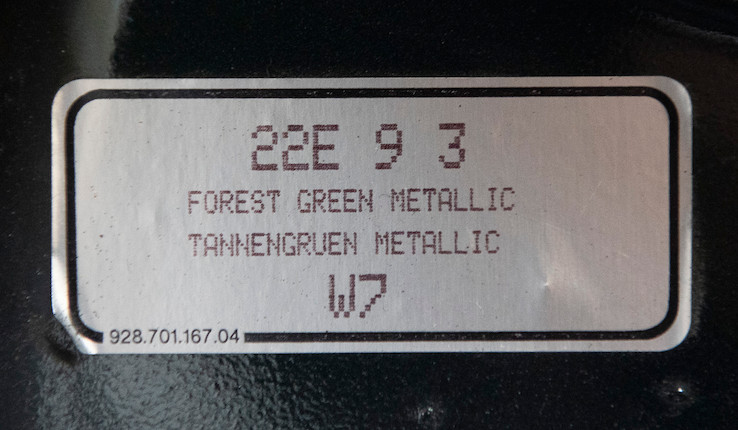 22E 9 3
FOREST GREEN METALLIC
TANNENGRUEN METALLIC
W7
928.701.167.04